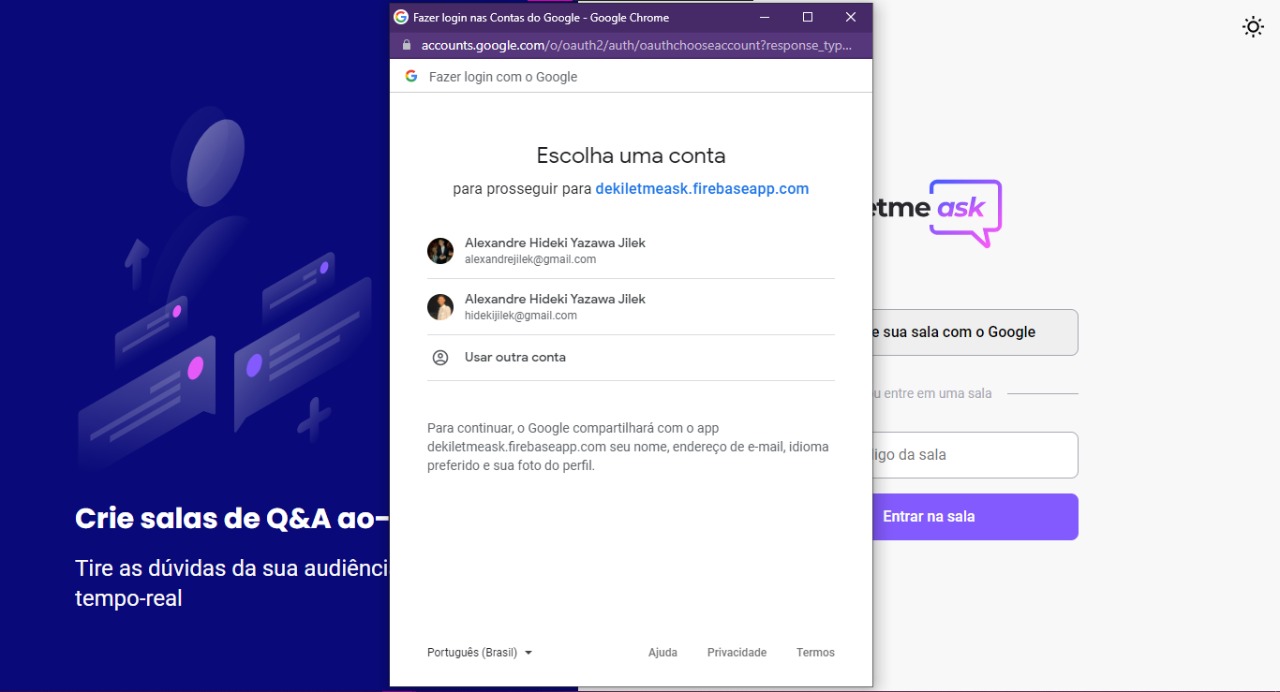 Fazer login nas Contas do Google - Google Chrome
accounts.google.com/o/oauth2/auth/oauthchooseaccount?response_typ...
Fazer login com o Google
Escolha uma conta
para prosseguir para dekiletmeask.firebaseapp.com
Alexandre Hideki Yazawa Jilek
alexandrejilek@gmail.com
Alexandre Hideki Yazawa Jilek
hidekijilek@gmail.com
Usar outra conta
Para continuar, o Google compartilhará com o app
dekiletmeask.firebaseapp.com seu nome, endereço de e-mail, idioma
preferido e sua foto do perfil.
Português (Brasil)
Ajuda
Privacidade
Termos
Crie salas de Q&A ao-
Tire as dúvidas da sua audiênci
tempo-real
etme ask
e sua sala com o Google
u entre em uma sala
igo da sala
Entrar na sala